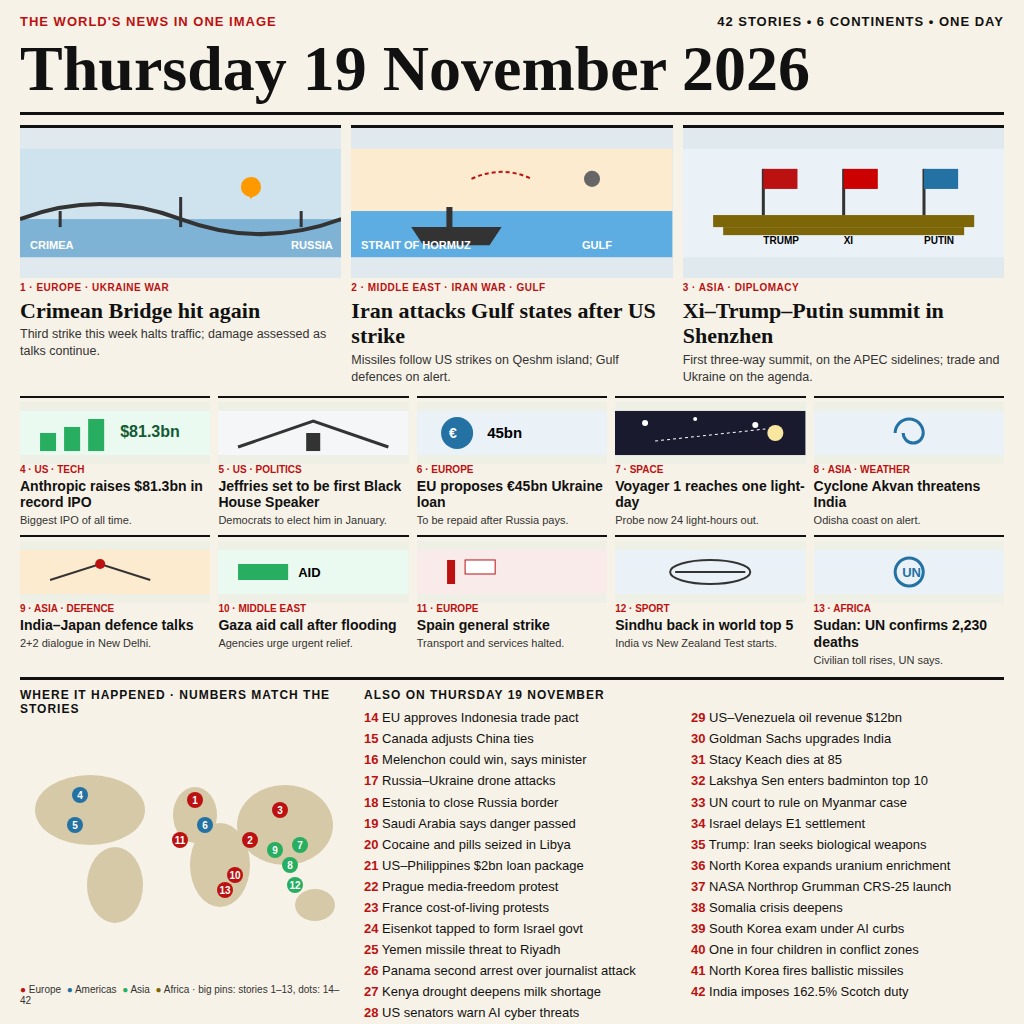 THE WORLD'S NEWS IN ONE IMAGE
42 STORIES • 6 CONTINENTS • ONE DAY
Thursday 19 November 2026
CRIMEA
RUSSIA
1 · EUROPE · UKRAINE WAR
Crimean Bridge hit again
Third strike this week halts traffic; damage assessed as
talks continue.
STRAIT OF HORMUZ
GULF
2 · MIDDLE EAST · IRAN WAR · GULF
Iran attacks Gulf states after US
strike
Missiles follow US strikes on Qeshm island; Gulf
defences on alert.
TRUMP
XI
PUTIN
3 · ASIA · DIPLOMACY
Xi–Trump–Putin summit in
Shenzhen
First three-way summit, on the APEC sidelines; trade and
Ukraine on the agenda.
$81.3bn
4 · US · TECH
Anthropic raises $81.3bn in
record IPO
Biggest IPO of all time.
5 · US · POLITICS
Jeffries set to be first Black
House Speaker
Democrats to elect him in January.
€
45bn
6 · EUROPE
EU proposes €45bn Ukraine
loan
To be repaid after Russia pays.
7 · SPACE
Voyager 1 reaches one light-
day
Probe now 24 light-hours out.
8 · ASIA · WEATHER
Cyclone Akvan threatens
India
Odisha coast on alert.
9 · ASIA · DEFENCE
India–Japan defence talks
2+2 dialogue in New Delhi.
AID
10 · MIDDLE EAST
Gaza aid call after flooding
Agencies urge urgent relief.
11 · EUROPE
Spain general strike
Transport and services halted.
12 · SPORT
Sindhu back in world top 5
India vs New Zealand Test starts.
UN
13 · AFRICA
Sudan: UN confirms 2,230
deaths
Civilian toll rises, UN says.
WHERE IT HAPPENED · NUMBERS MATCH THE
STORIES
4
5
1
6
11
3
2
9
7
8
10
13
12
● Europe ● Americas ● Asia ● Africa · big pins: stories 1–13, dots: 14–
42
ALSO ON THURSDAY 19 NOVEMBER
14 EU approves Indonesia trade pact
15 Canada adjusts China ties
16 Melenchon could win, says minister
17 Russia–Ukraine drone attacks
18 Estonia to close Russia border
19 Saudi Arabia says danger passed
20 Cocaine and pills seized in Libya
21 US–Philippines $2bn loan package
22 Prague media-freedom protest
23 France cost-of-living protests
24 Eisenkot tapped to form Israel govt
25 Yemen missile threat to Riyadh
26 Panama second arrest over journalist attack
27 Kenya drought deepens milk shortage
28 US senators warn AI cyber threats
29 US–Venezuela oil revenue $12bn
30 Goldman Sachs upgrades India
31 Stacy Keach dies at 85
32 Lakshya Sen enters badminton top 10
33 UN court to rule on Myanmar case
34 Israel delays E1 settlement
35 Trump: Iran seeks biological weapons
36 North Korea expands uranium enrichment
37 NASA Northrop Grumman CRS-25 launch
38 Somalia crisis deepens
39 South Korea exam under AI curbs
40 One in four children in conflict zones
41 North Korea fires ballistic missiles
42 India imposes 162.5% Scotch duty